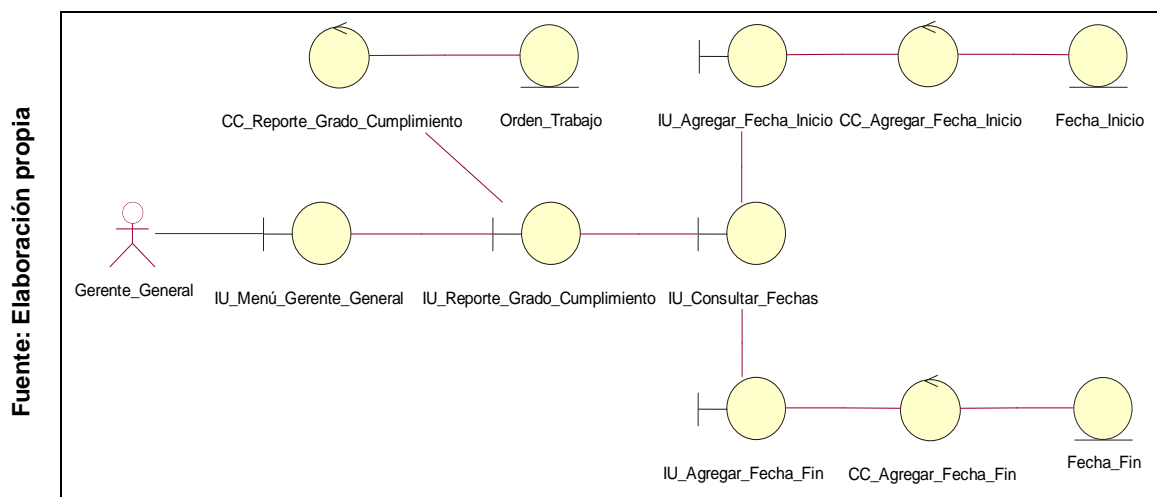 Fuente: Elaboración propia
CC_Reporte_Grado_Cumplimiento
Orden_Trabajo
IU_Agregar_Fecha_Inicio
CC_Agregar_Fecha_Inicio
Fecha_Inicio
Gerente_General
IU_Menú_Gerente_General
IU_Reporte_Grado_Cumplimiento
IU_Consultar_Fechas
IU_Agregar_Fecha_Fin
CC_Agregar_Fecha_Fin
Fecha_Fin